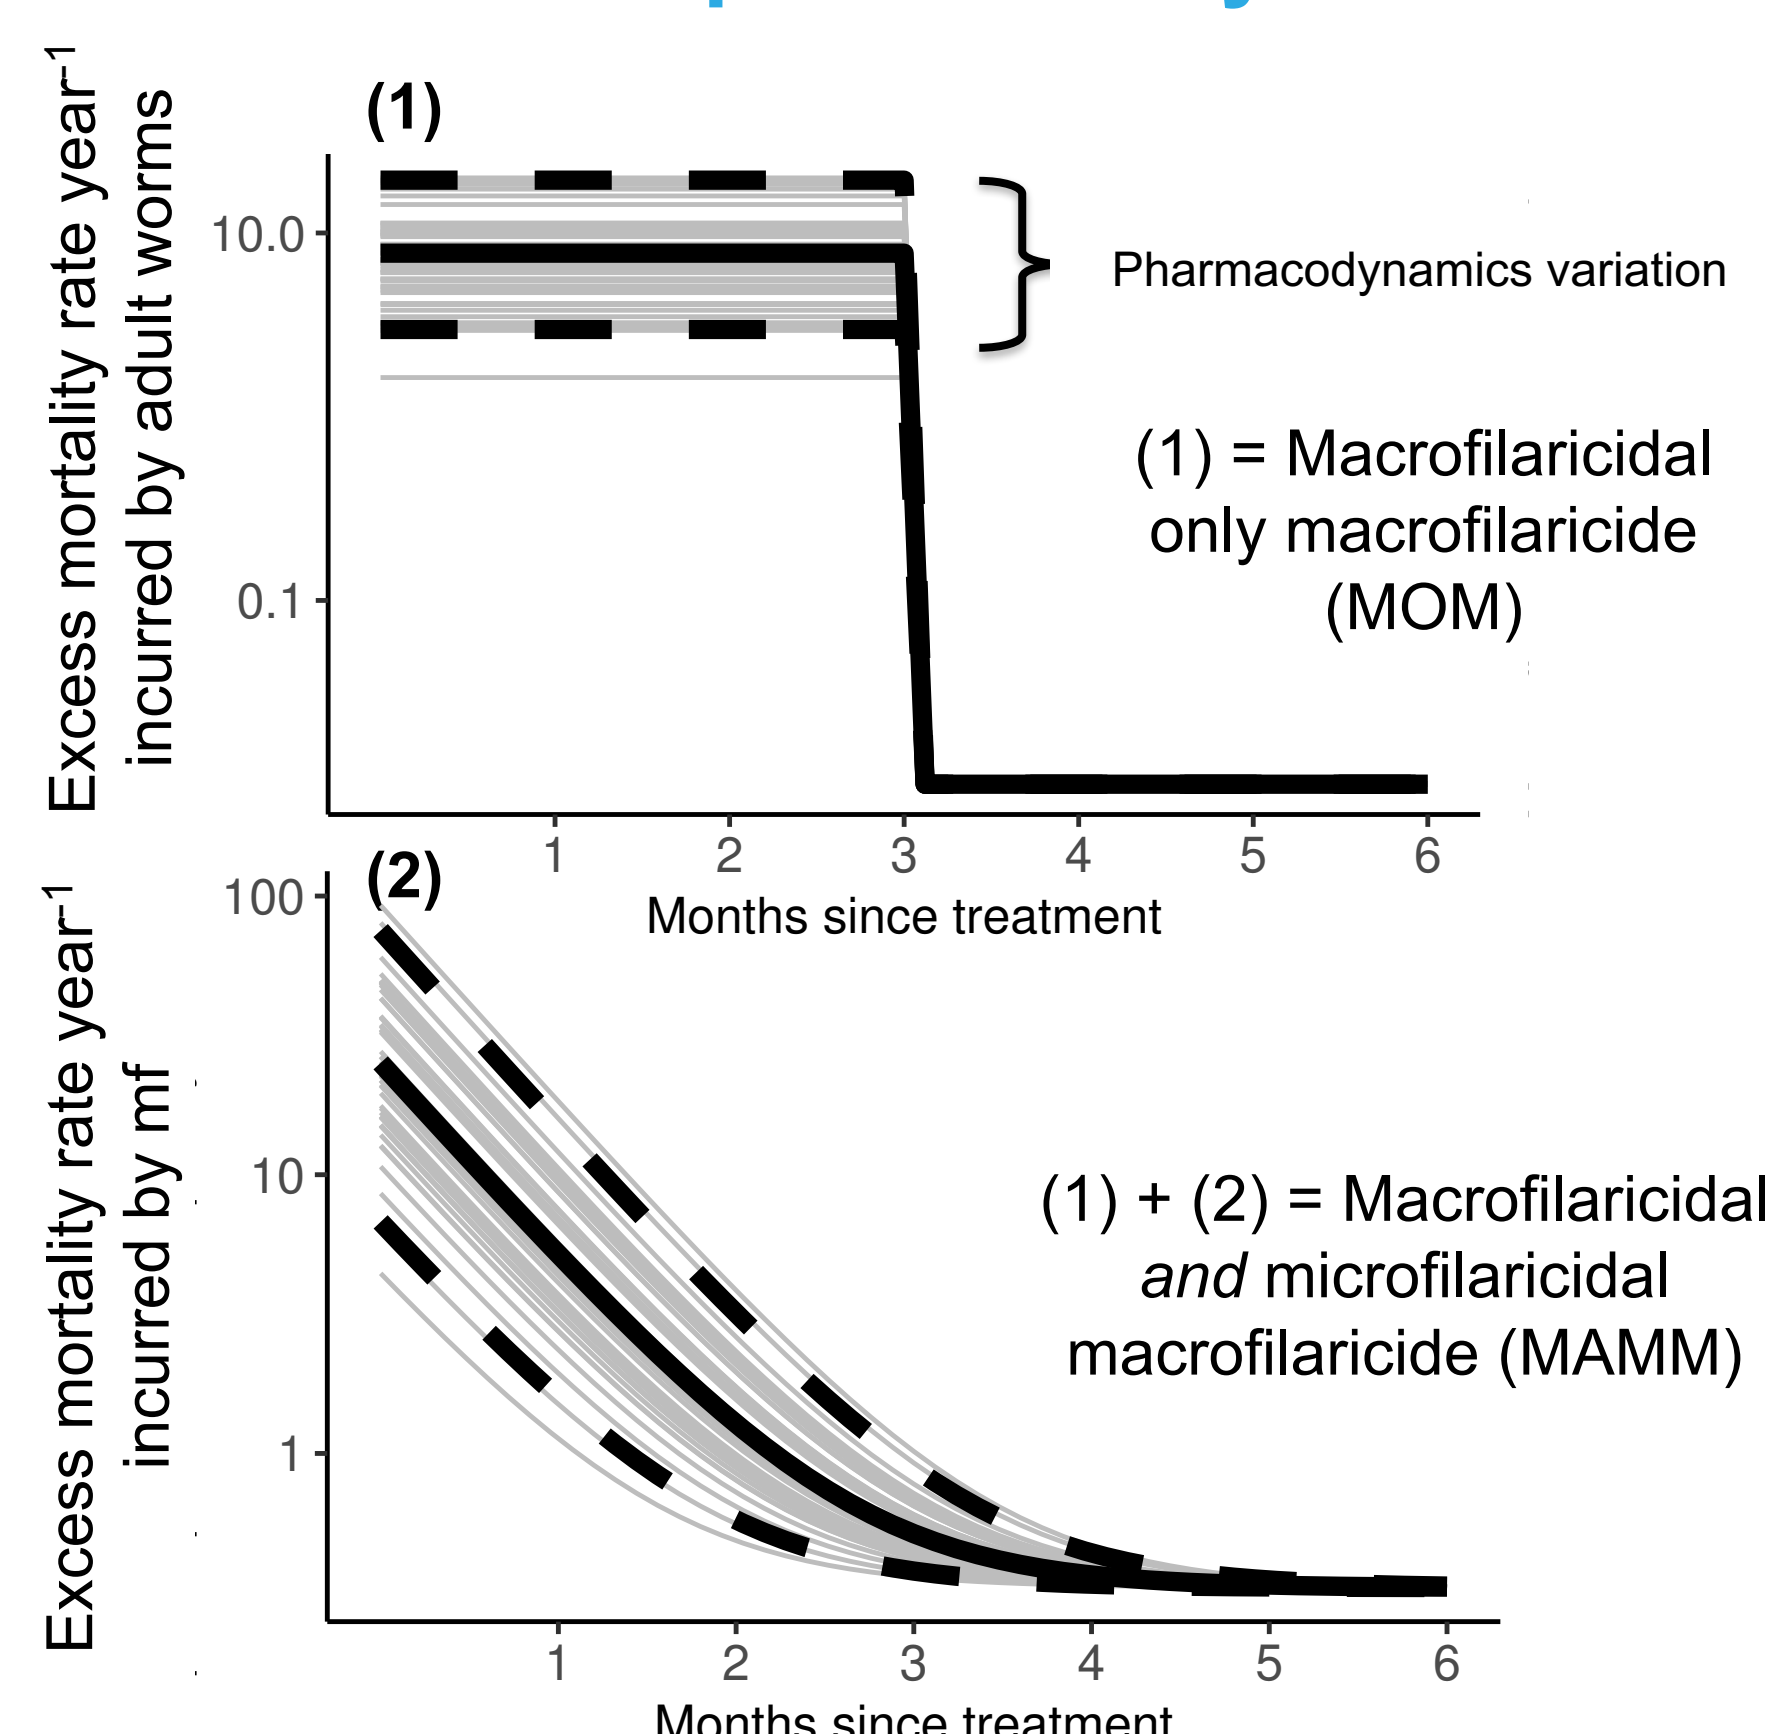 (1)
Excess mortality rate year-1
incurred by adult worms
10.0
0.1
Pharmacodynamics variation
(1) = Macrofilaricidal
only macrofilaricide
(MOM)
1 2 3 4 5 6
Months since treatment
(2)
Excess mortality rate year-1
incurred by mf
100
10
1
(1) + (2) = Macrofilaricidal
and microfilaricidal
macrofilaricide (MAMM)
1 2 3 4 5 6
Months since treatment